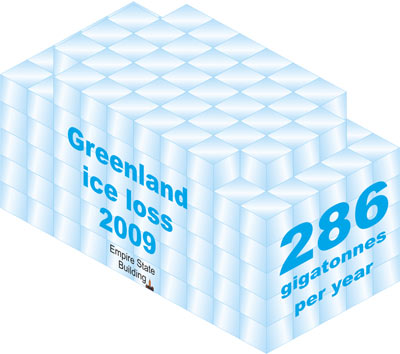 Greenland
ice loss
2009
Empire State
Building
286
gigatonnes
per year